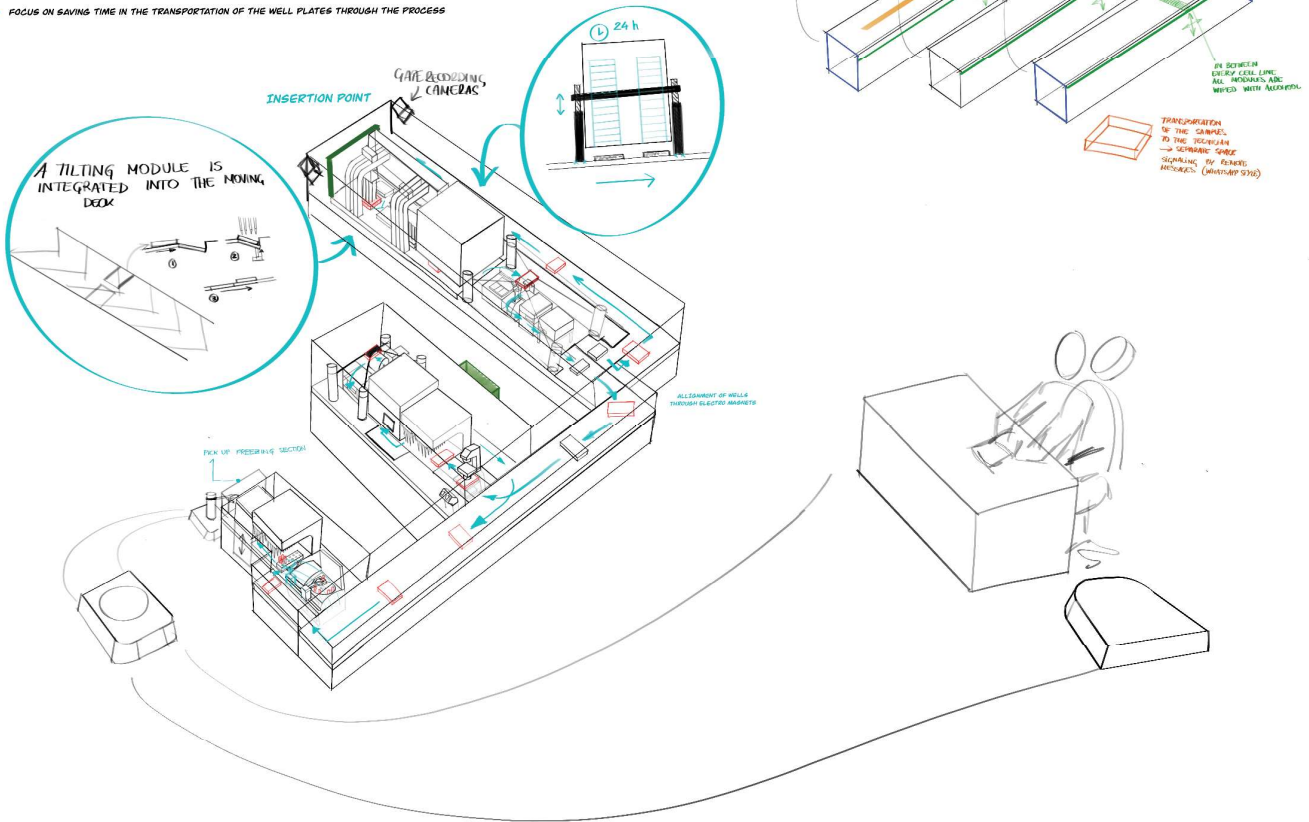 FOCUS ON SAVING TIME IN THE TRANSPORTATION OF THE WELL PLATES THROUGH THE PROCESS
24 h
GATE RECORDING
CAMERAS
INSERTION POINT
A TILTING MODULE IS
INTEGRATED INTO THE MOVING
DECK
1
2
3
IN BETWEEN
EVERY CELL LINE
ALL MODULES ARE
WIPED WITH ALCOHOL
TRANSPORTATION
OF THE SAMPLES
TO THE TECHNICIAN
→ SEPARATE SPACE
SIGNALING BY REMOTE
MESSAGES (WHATSAPP STYLE)
ALLIGNMENT OF WELLS
THROUGH ELECTRO MAGNETS
PICK UP FREEZING SECTION